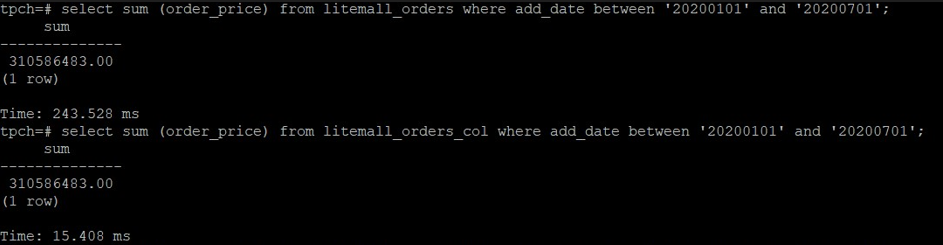 tpch=# select sum (order_price) from litemall_orders where add_date between '20200101' and '20200701';
sum
--------------
310586483.00
(1 row)
Time: 243.528 ms
tpch=# select sum (order_price) from litemall_orders_col where add_date between '20200101' and '20200701';
sum
--------------
310586483.00
(1 row)
Time: 15.408 ms